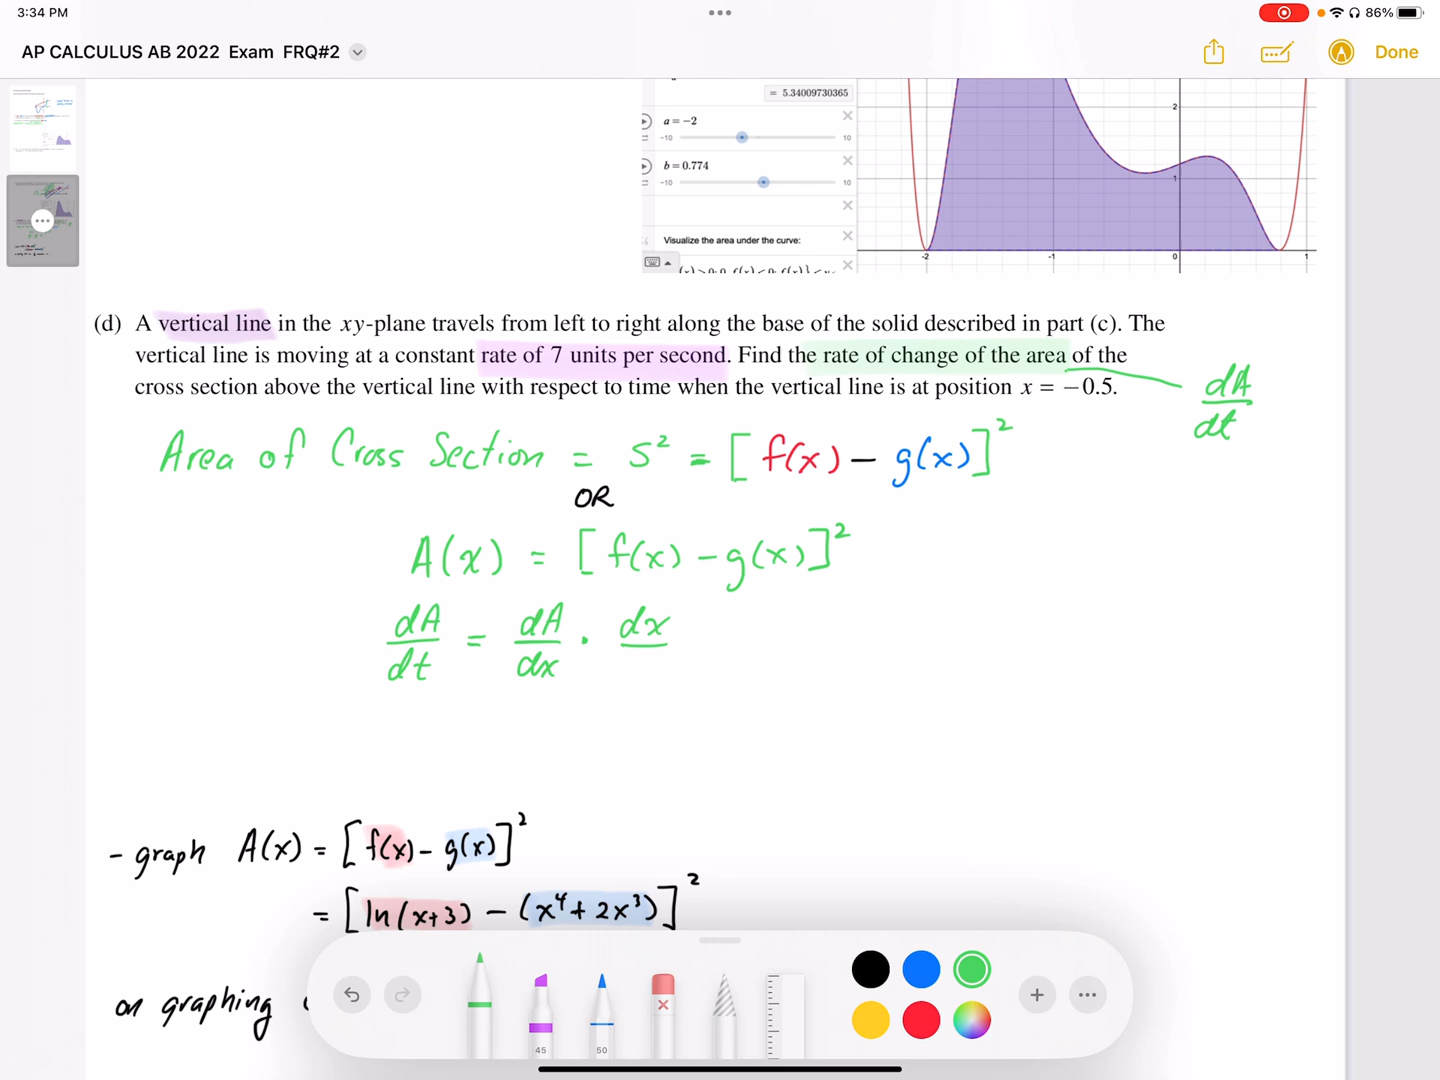 3:34 PM
86%
AP CALCULUS AB 2022 Exam FRQ#2
Done
= 5.34009730365
a = −2
-10
10
b = 0.774
-10
10
Visualize the area under the curve:
2
1
-2
-1
0
1
(d) A vertical line in the xy-plane travels from left to right along the base of the solid described in part (c). The
vertical line is moving at a constant rate of 7 units per second. Find the rate of change of the area of the
cross section above the vertical line with respect to time when the vertical line is at position x = −0.5.
dA/dt
Area of Cross Section = s² = [f(x) − g(x)]²
OR
A(x) = [f(x) − g(x)]²
dA/dt = dA/dx · dx
- graph A(x) = [f(x) − g(x)]²
= [ln(x+3) − (x⁴ + 2x³)]²
on graphing
45
50